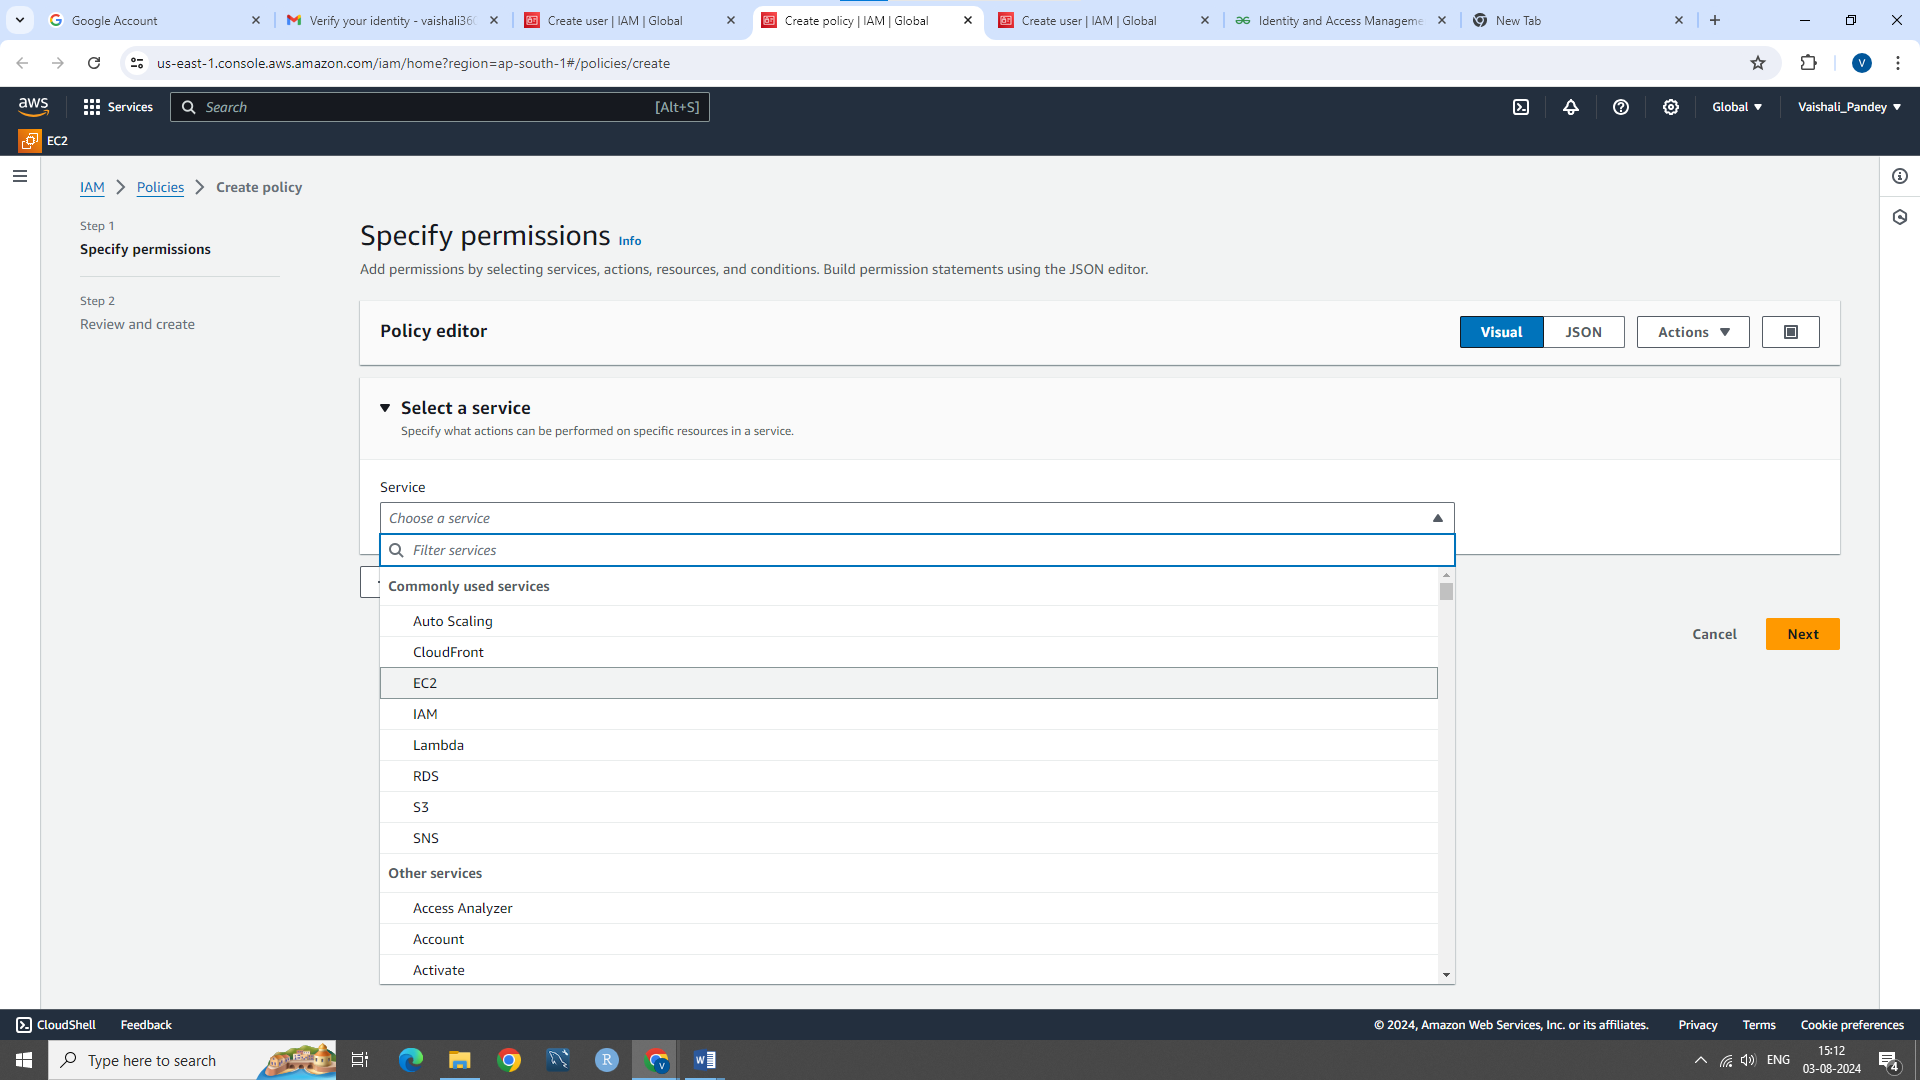 Google Account
Verify your identity - vaishali360
Create user | IAM | Global
Create policy | IAM | Global
Create user | IAM | Global
Identity and Access Manageme
New Tab
us-east-1.console.aws.amazon.com/iam/home?region=ap-south-1#/policies/create
V
aws
Services
Search
[Alt+S]
Global
Vaishali_Pandey
EC2
IAM
Policies
Create policy
Step 1
Specify permissions
Step 2
Review and create
Specify permissions Info
Add permissions by selecting services, actions, resources, and conditions. Build permission statements using the JSON editor.
Policy editor
Visual
JSON
Actions
Select a service
Specify what actions can be performed on specific resources in a service.
Service
Choose a service
Filter services
Commonly used services
Auto Scaling
CloudFront
EC2
IAM
Lambda
RDS
S3
SNS
Other services
Access Analyzer
Account
Activate
Cancel
Next
CloudShell
Feedback
© 2024, Amazon Web Services, Inc. or its affiliates.
Privacy
Terms
Cookie preferences
Type here to search
R
V
W
ENG
15:12
03-08-2024
4